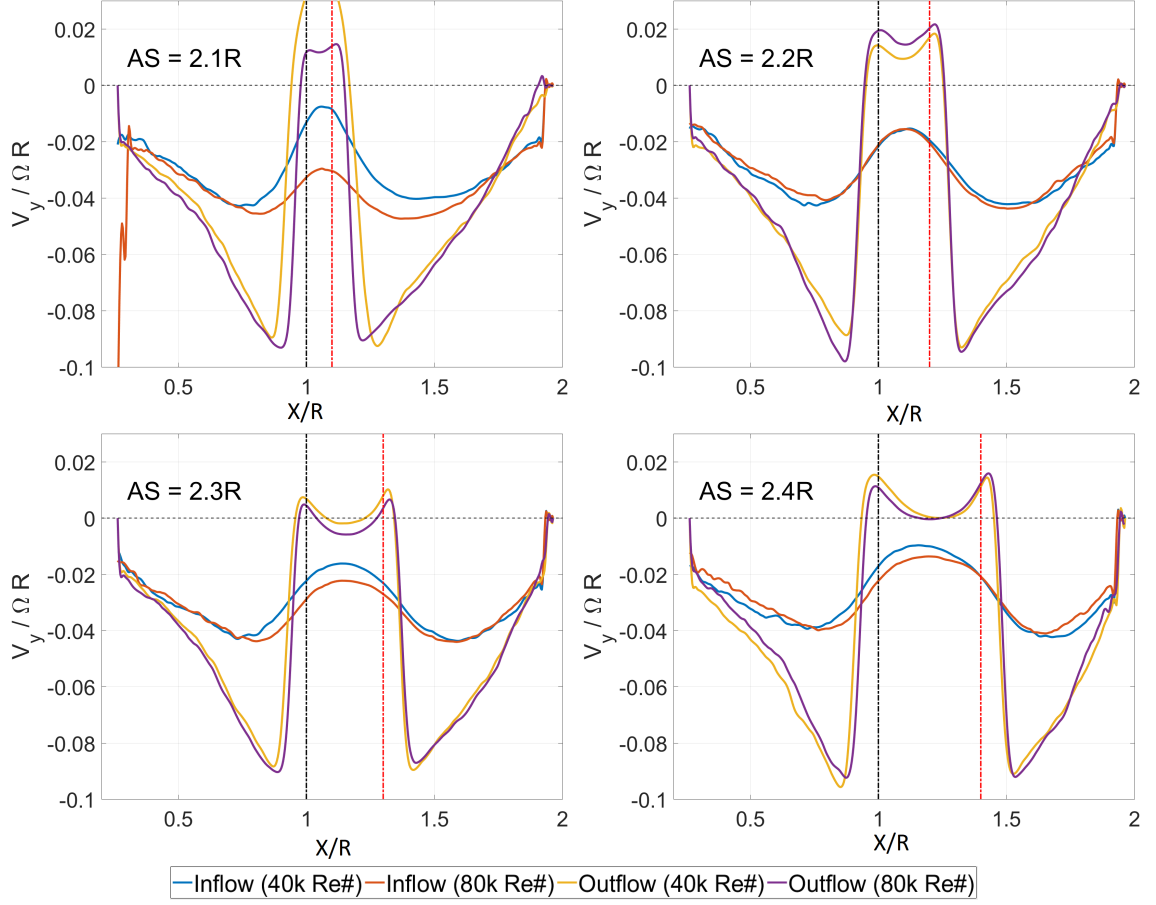 0.02
0
-0.02
-0.04
-0.06
-0.08
-0.1
V_y / Ω R
AS = 2.1R
0.5 1 1.5 2
X/R
0.02
0
-0.02
-0.04
-0.06
-0.08
-0.1
V_y / Ω R
AS = 2.2R
0.5 1 1.5 2
X/R
0.02
0
-0.02
-0.04
-0.06
-0.08
-0.1
V_y / Ω R
AS = 2.3R
0.5 1 1.5 2
X/R
0.02
0
-0.02
-0.04
-0.06
-0.08
-0.1
V_y / Ω R
AS = 2.4R
0.5 1 1.5 2
X/R
Inflow (40k Re#) Inflow (80k Re#) Outflow (40k Re#) Outflow (80k Re#)